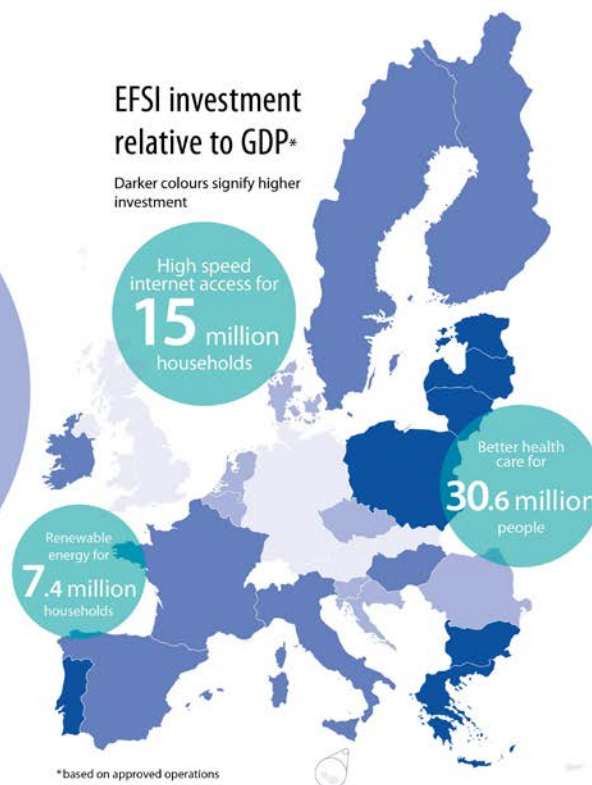 EFSI investment
relative to GDP*
Darker colours signify higher
investment
High speed
internet access for
15 million
households
Better health
care for
30.6 million
people
Renewable
energy for
7.4 million
households
*based on approved operations